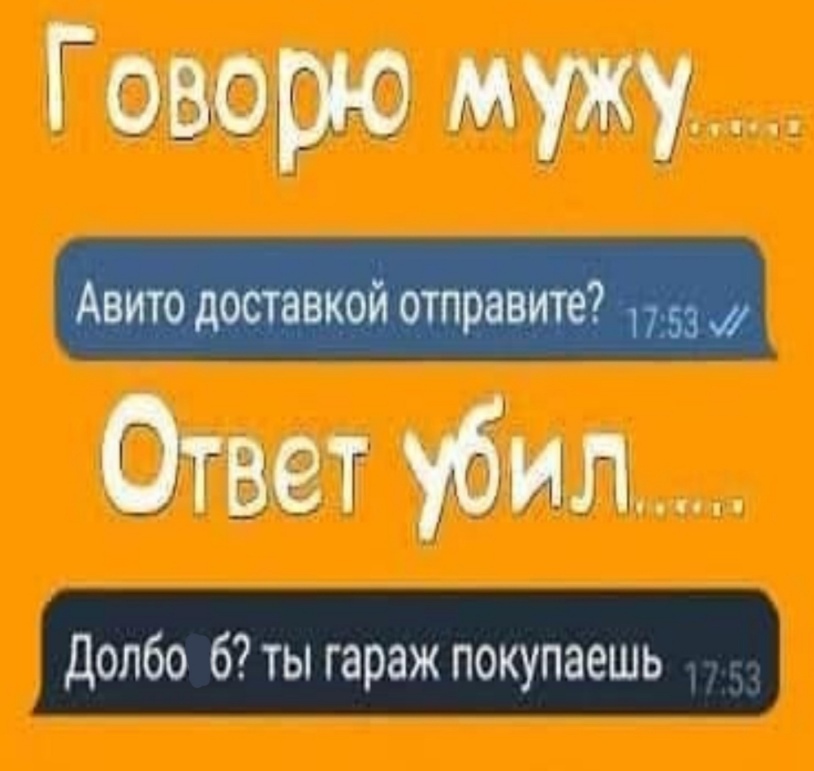 Говорю мужу......
Авито доставкой отправите? 17:53
Ответ убил......
Долбо б? ты гараж покупаешь 17:53